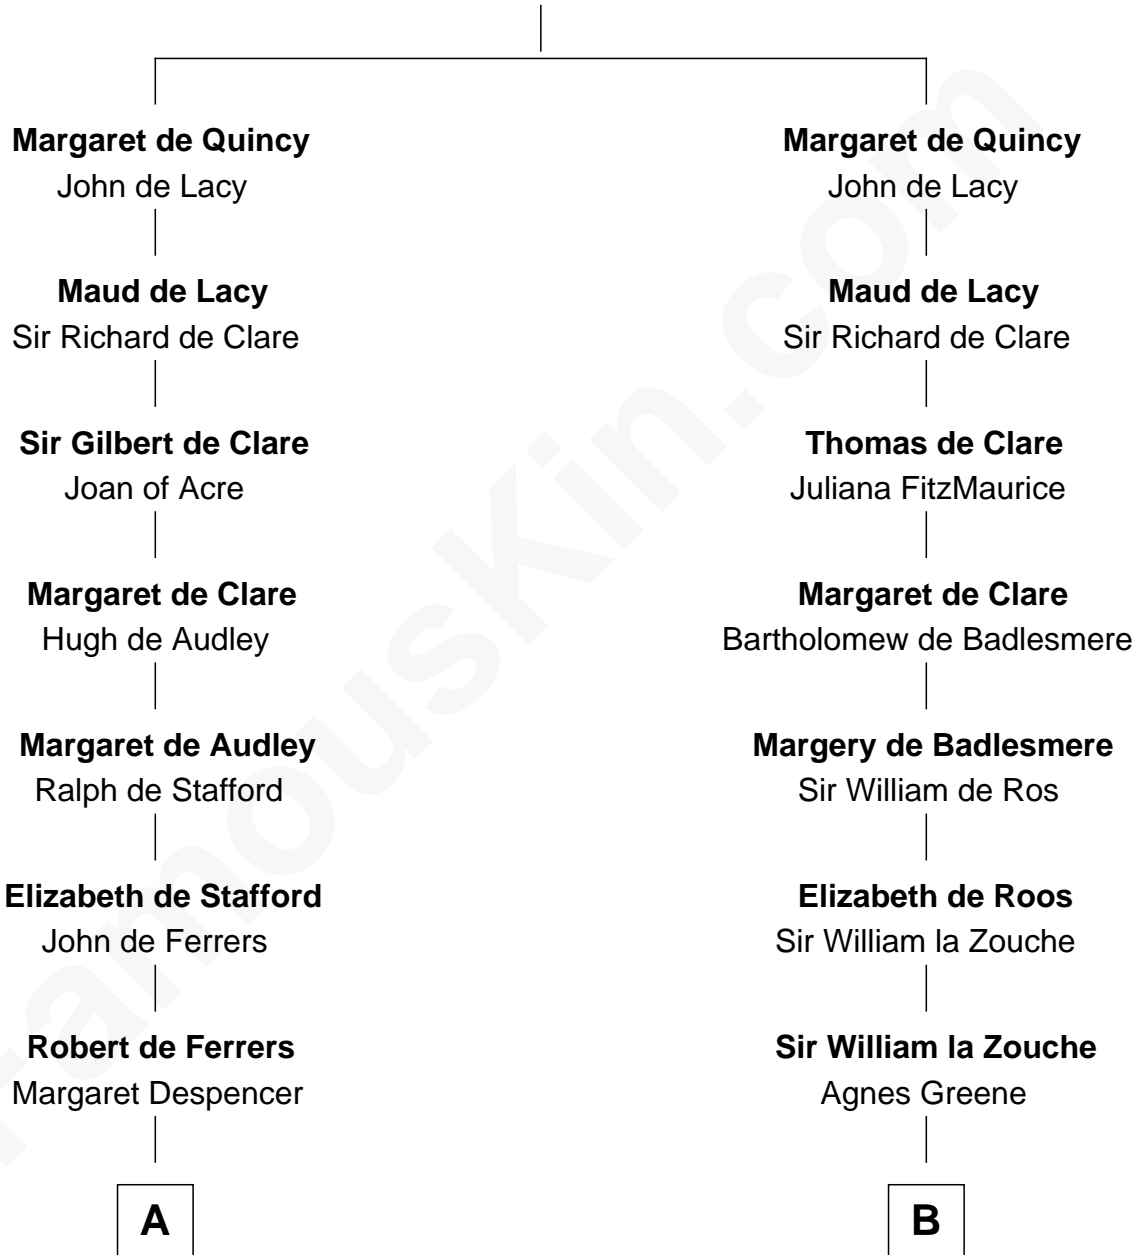 Margaret de Quincy
John de Lacy
Maud de Lacy
Sir Richard de Clare
Sir Gilbert de Clare
Joan of Acre
Margaret de Clare
Hugh de Audley
Margaret de Audley
Ralph de Stafford
Elizabeth de Stafford
John de Ferrers
Robert de Ferrers
Margaret Despencer
A
Margaret de Quincy
John de Lacy
Maud de Lacy
Sir Richard de Clare
Thomas de Clare
Juliana FitzMaurice
Margaret de Clare
Bartholomew de Badlesmere
Margery de Badlesmere
Sir William de Ros
Elizabeth de Roos
Sir William la Zouche
Sir William la Zouche
Agnes Greene
B
FamousKin.com